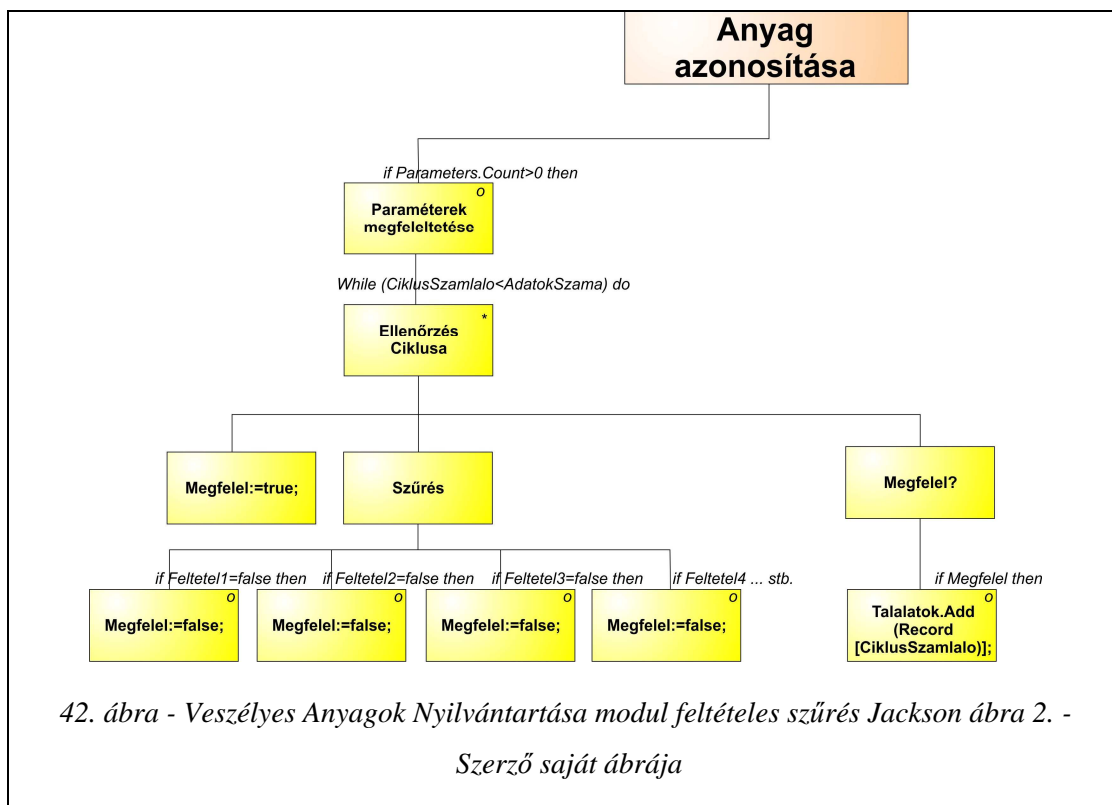 Anyag
azonosítása
if Parameters.Count>0 then
o
Paraméterek
megfeleltetése
While (CiklusSzamlalo<AdatokSzama) do
*
Ellenőrzés
Ciklusa
Megfelel:=true;
Szűrés
Megfelel?
if Feltetel1=false then
if Feltetel2=false then
if Feltetel3=false then
if Feltetel4 ... stb.
if Megfelel then
o
Megfelel:=false;
o
Megfelel:=false;
o
Megfelel:=false;
o
Megfelel:=false;
o
Talalatok.Add
(Record
[CiklusSzamlalo)];
42. ábra - Veszélyes Anyagok Nyilvántartása modul feltételes szűrés Jackson ábra 2. -
Szerző saját ábrája